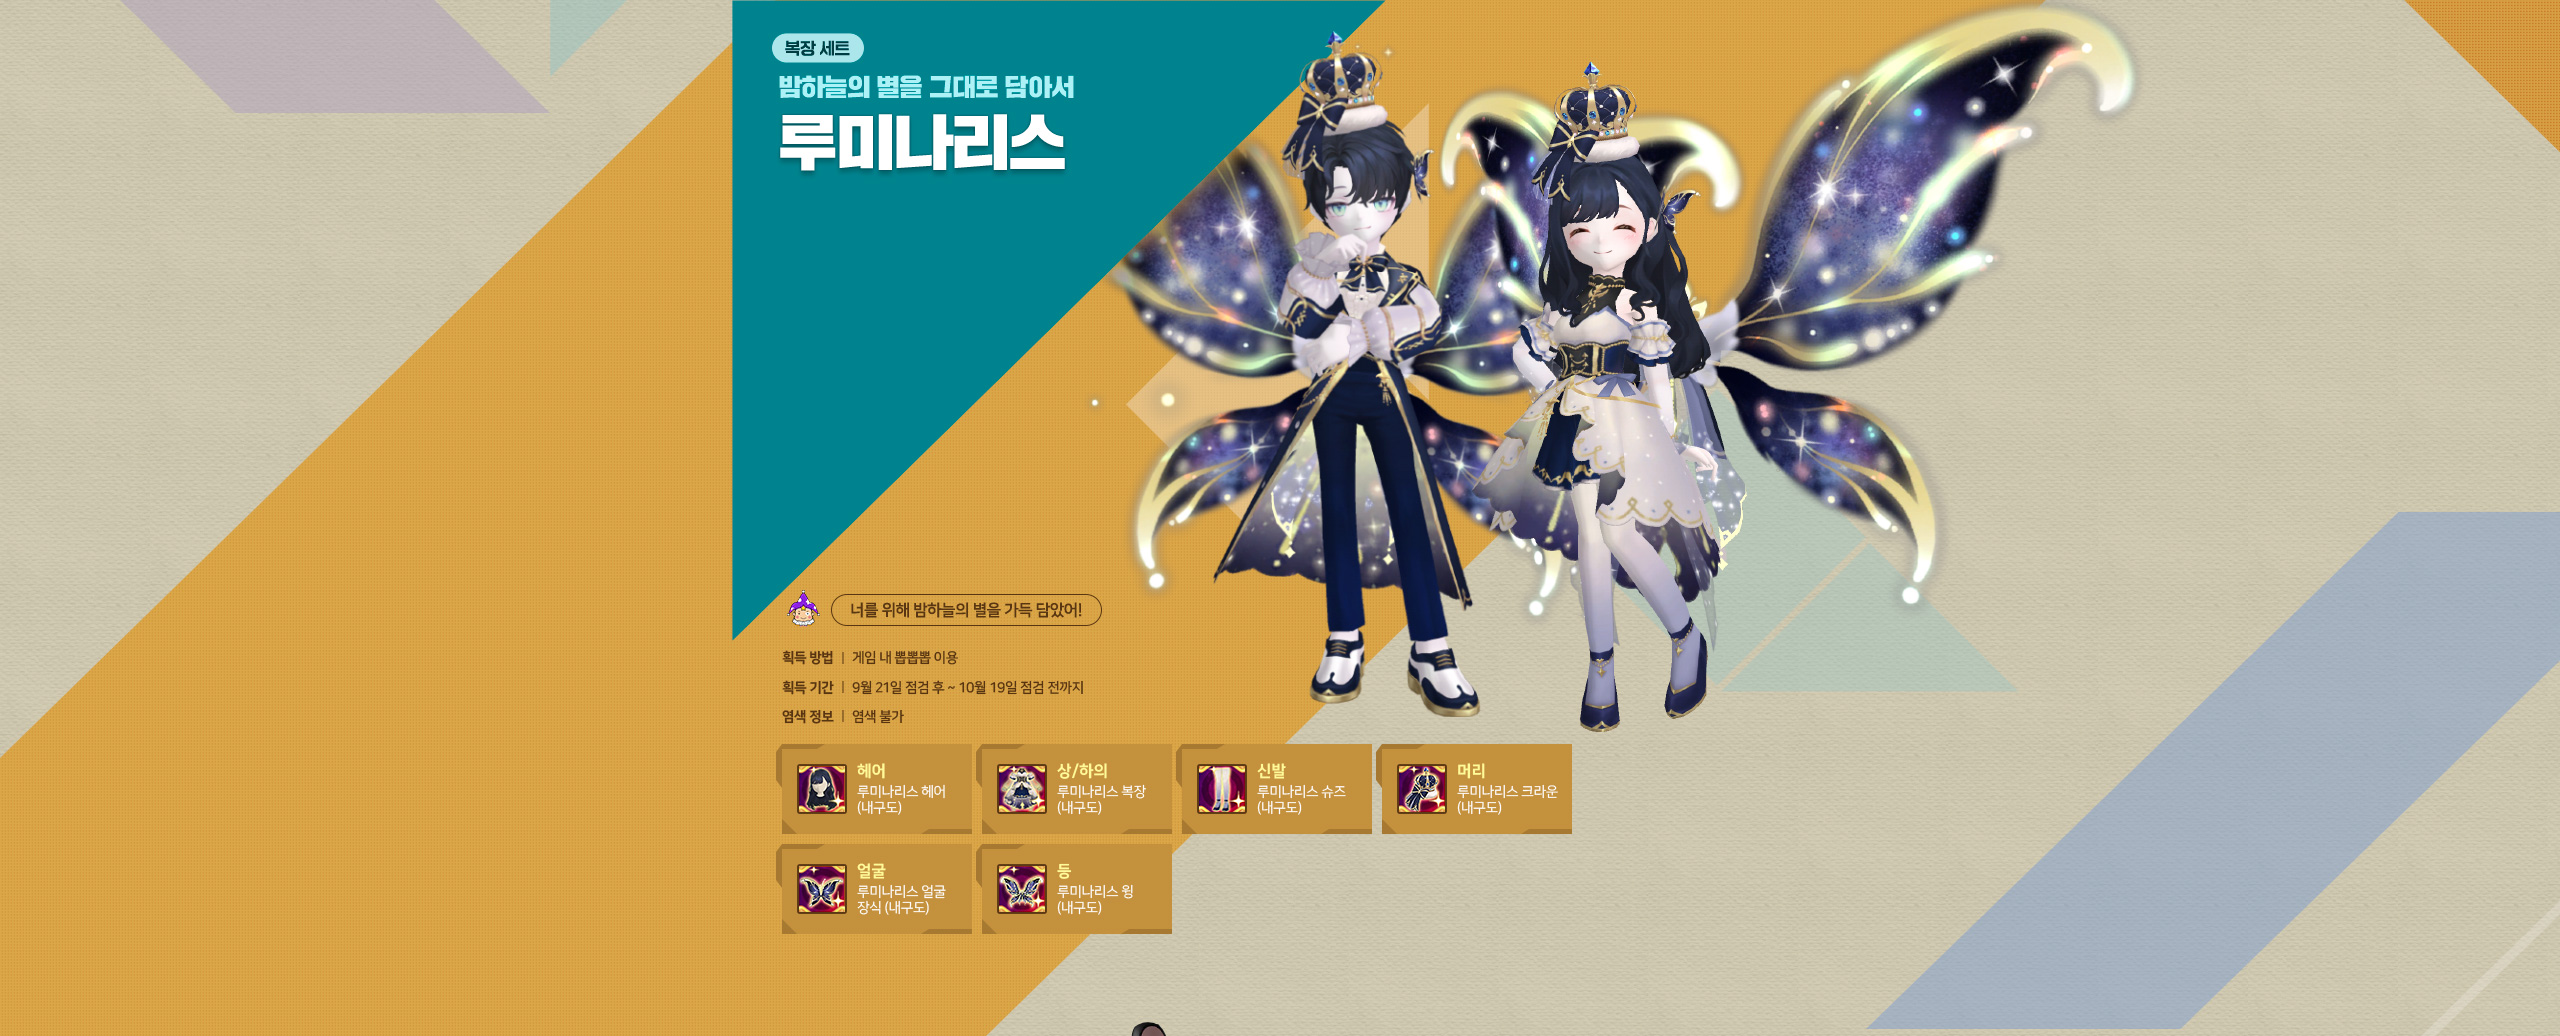 복장 세트
밤하늘의 별을 그대로 담아서
루미나리스
너를 위해 밤하늘의 별을 가득 담았어!
획득 방법 | 게임 내 뽑뽑뽑 이용
획득 기간 | 9월 21일 점검 후 ~ 10월 19일 점검 전까지
염색 정보 | 염색 불가
헤어
루미나리스 헤어
(내구도)
상/하의
루미나리스 복장
(내구도)
신발
루미나리스 슈즈
(내구도)
머리
루미나리스 크라운
(내구도)
얼굴
루미나리스 얼굴
장식 (내구도)
등
루미나리스 윙
(내구도)